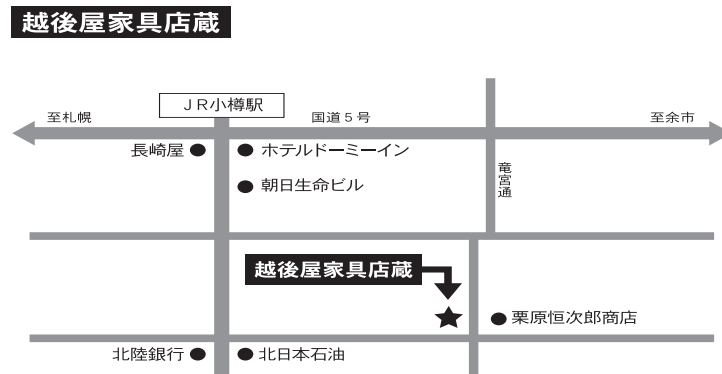 越後屋家具店蔵
JR小樽駅
至札幌
国道5号
至余市
長崎屋
ホテルドーミーイン
朝日生命ビル
竜宮通
越後屋家具店蔵
栗原恒次郎商店
北陸銀行
北日本石油